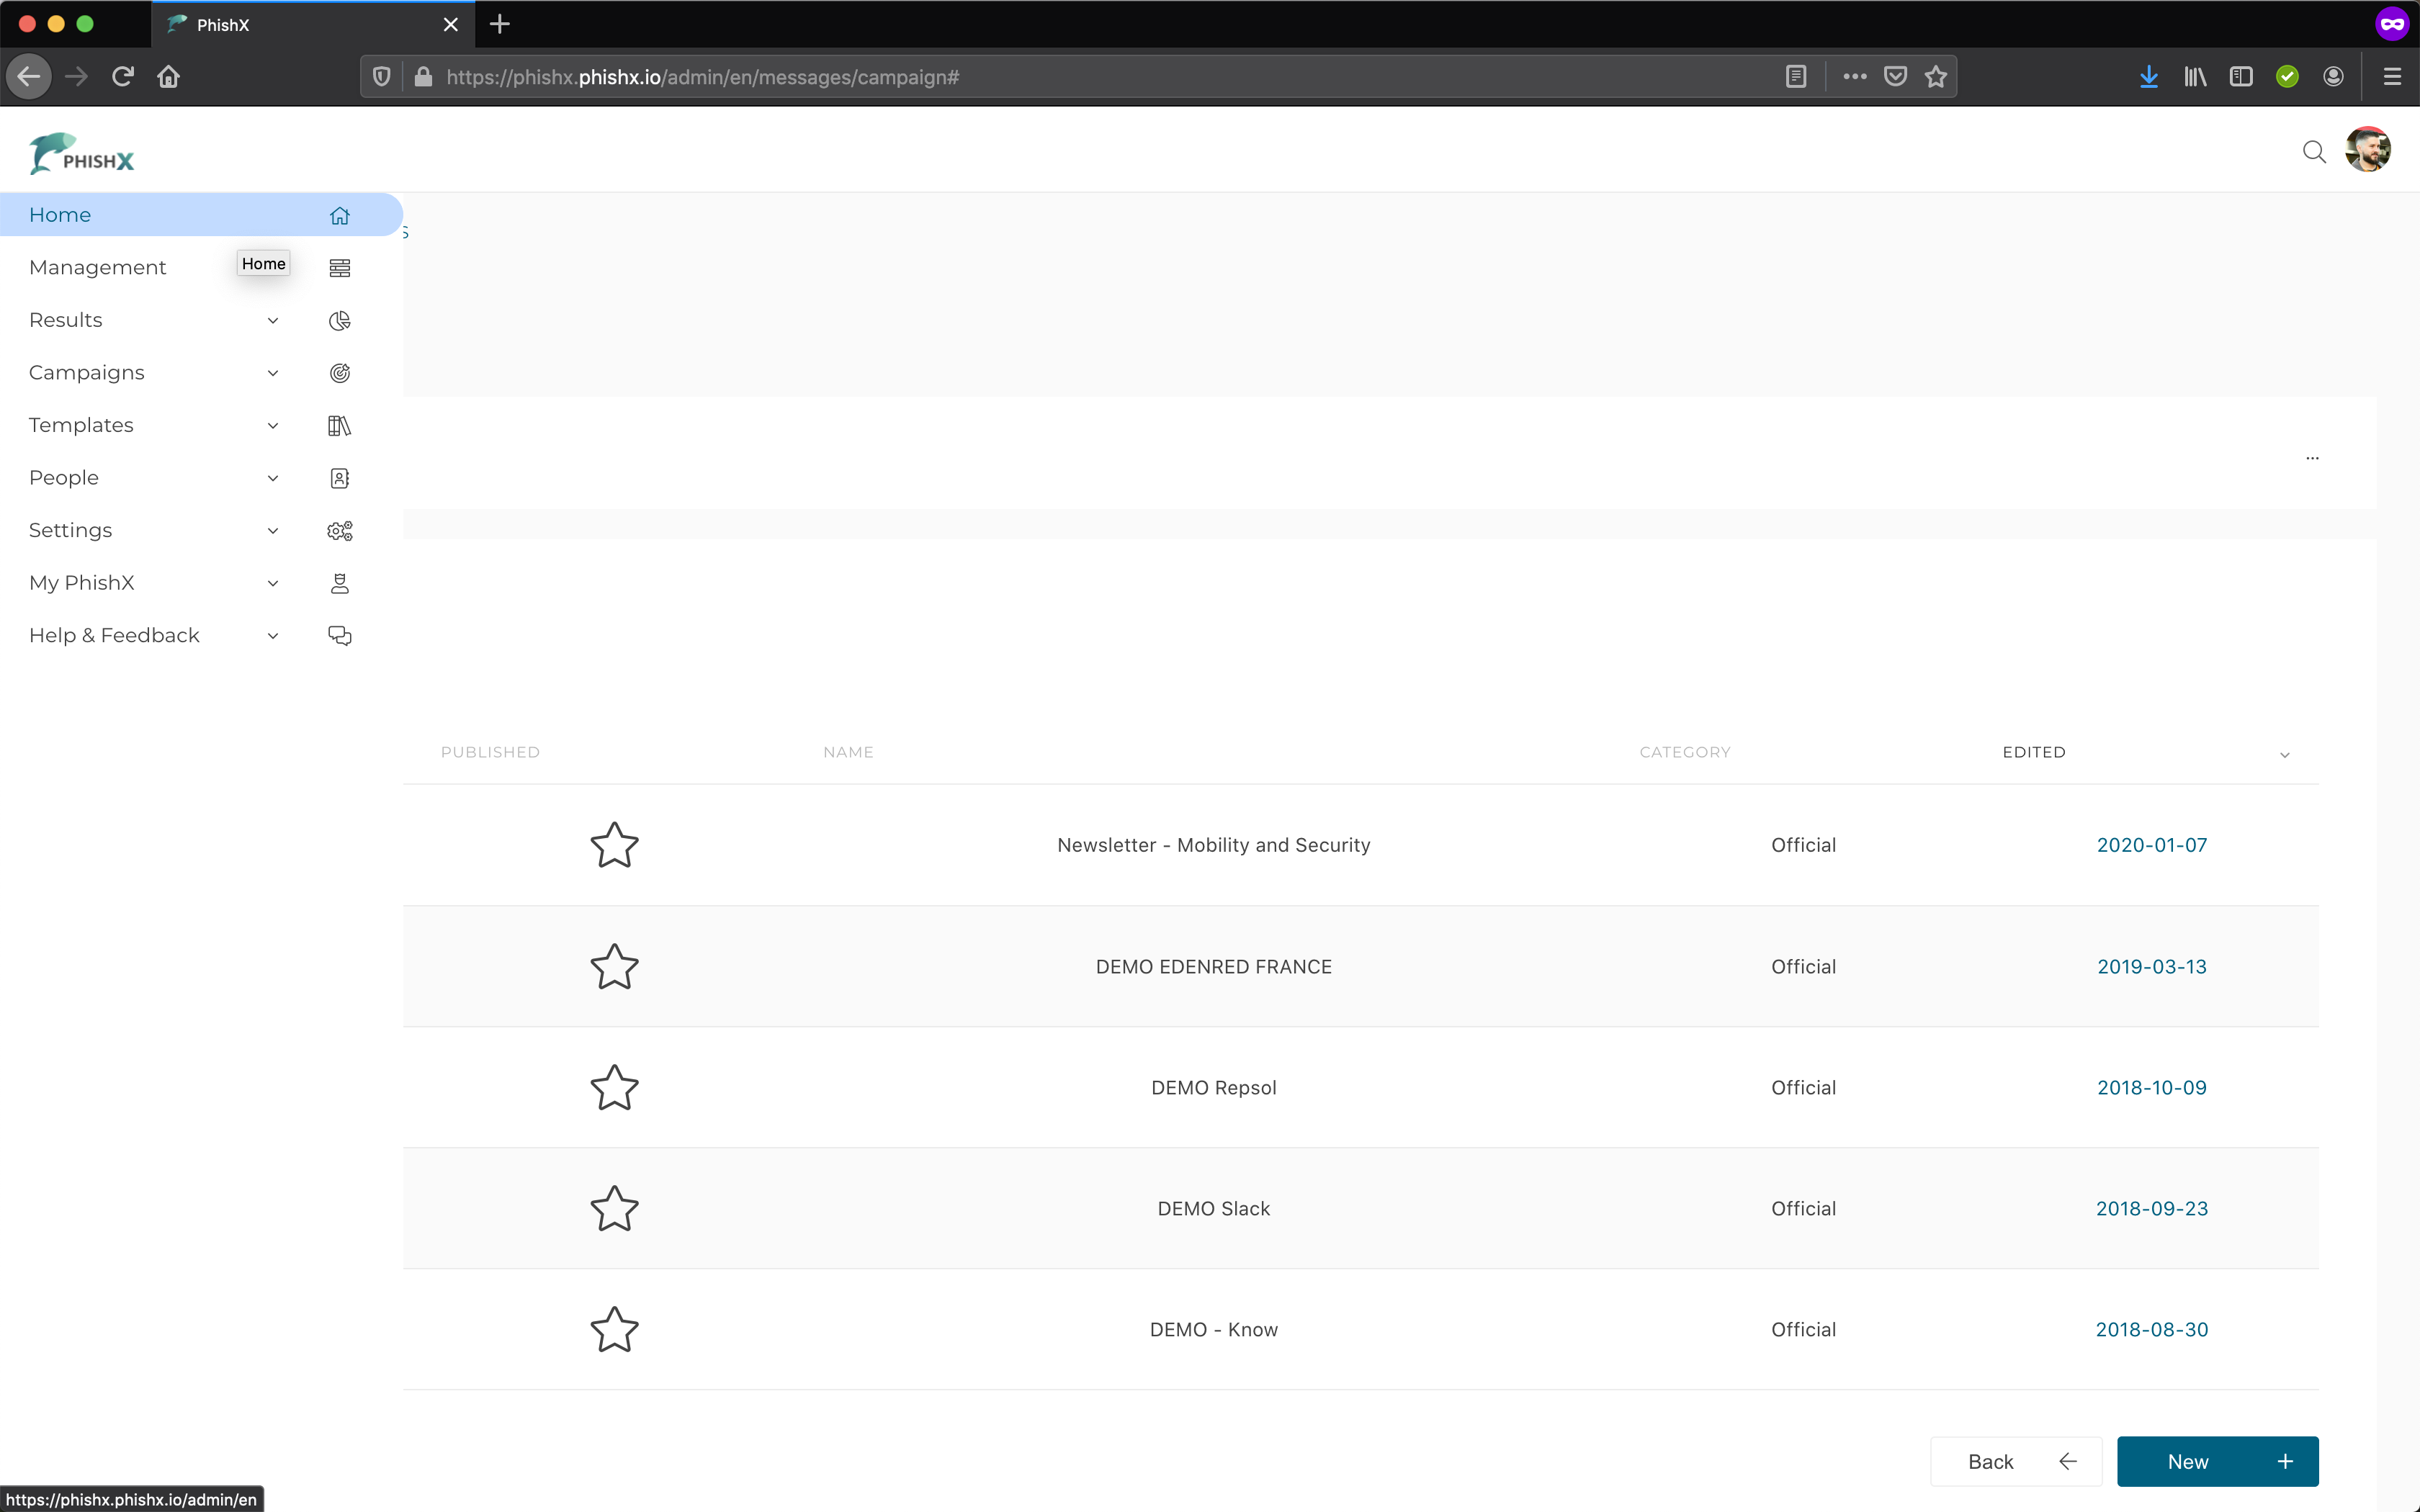 PhishX
https://phishx.phishx.io/admin/en/messages/campaign#
PHISHX
Home
s
Management
Home
Results
Campaigns
Templates
People
Settings
My PhishX
Help & Feedback
...
PUBLISHED NAME CATEGORY EDITED
Newsletter - Mobility and Security Official 2020-01-07
DEMO EDENRED FRANCE Official 2019-03-13
DEMO Repsol Official 2018-10-09
DEMO Slack Official 2018-09-23
DEMO - Know Official 2018-08-30
Back New
https://phishx.phishx.io/admin/en